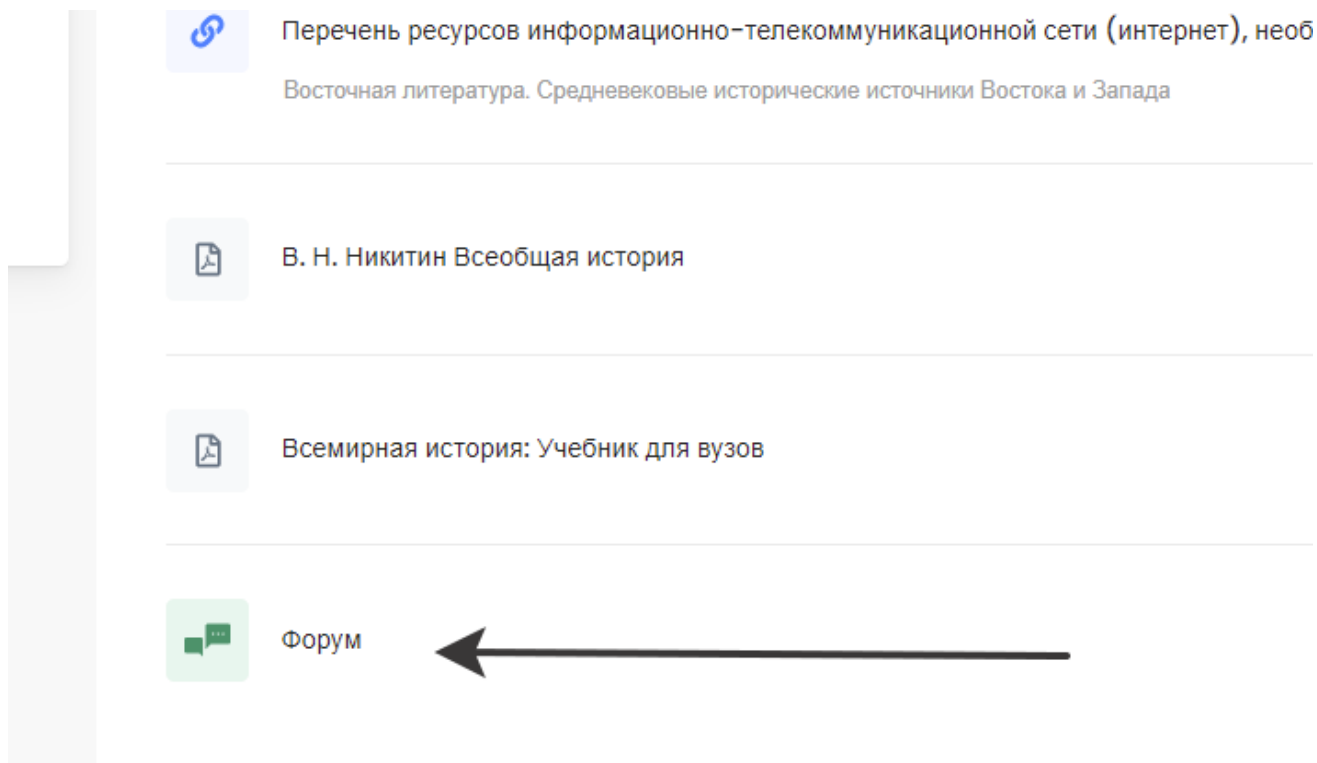 Перечень ресурсов информационно-телекоммуникационной сети (интернет), необ
Восточная литература. Средневековые исторические источники Востока и Запада
В. Н. Никитин Всеобщая история
Всемирная история: Учебник для вузов
Форум